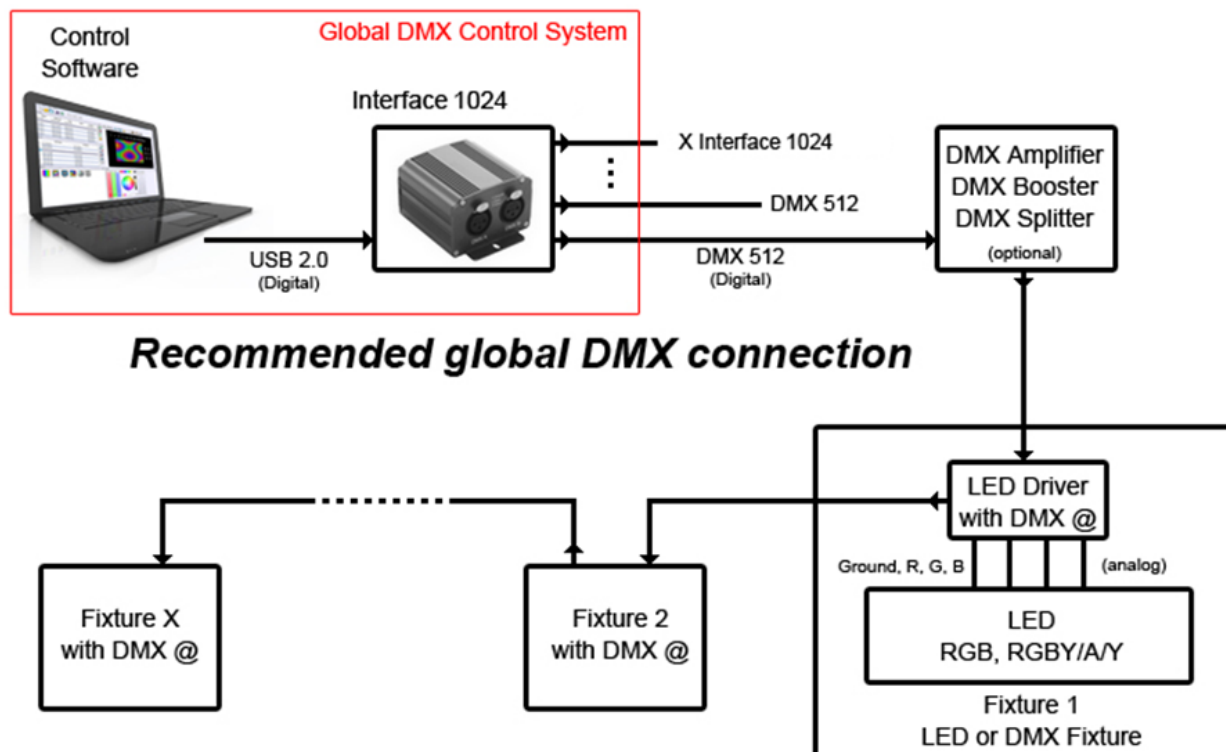 Control
Software
Global DMX Control System
Interface 1024
X Interface 1024
DMX 512
USB 2.0
(Digital)
DMX 512
(Digital)
DMX Amplifier
DMX Booster
DMX Splitter
(optional)
Recommended global DMX connection
LED Driver
with DMX @
Ground, R, G, B
(analog)
LED
RGB, RGBY/A/Y
Fixture 1
LED or DMX Fixture
Fixture 2
with DMX @
Fixture X
with DMX @